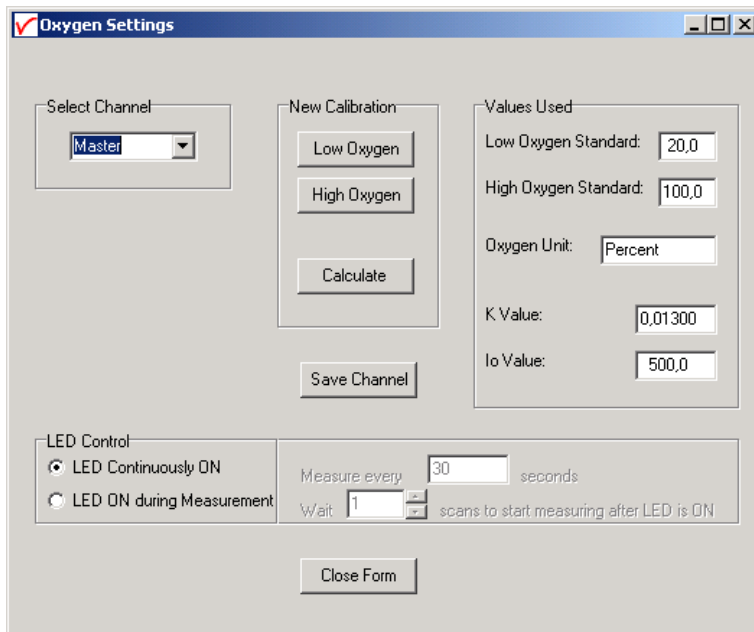 Oxygen Settings
Select Channel
Master
New Calibration
Low Oxygen
High Oxygen
Calculate
Save Channel
Values Used
Low Oxygen Standard: 20,0
High Oxygen Standard: 100,0
Oxygen Unit: Percent
K Value: 0,01300
Io Value: 500,0
LED Control
LED Continuously ON
LED ON during Measurement
Measure every 30 seconds
Wait 1 scans to start measuring after LED is ON
Close Form